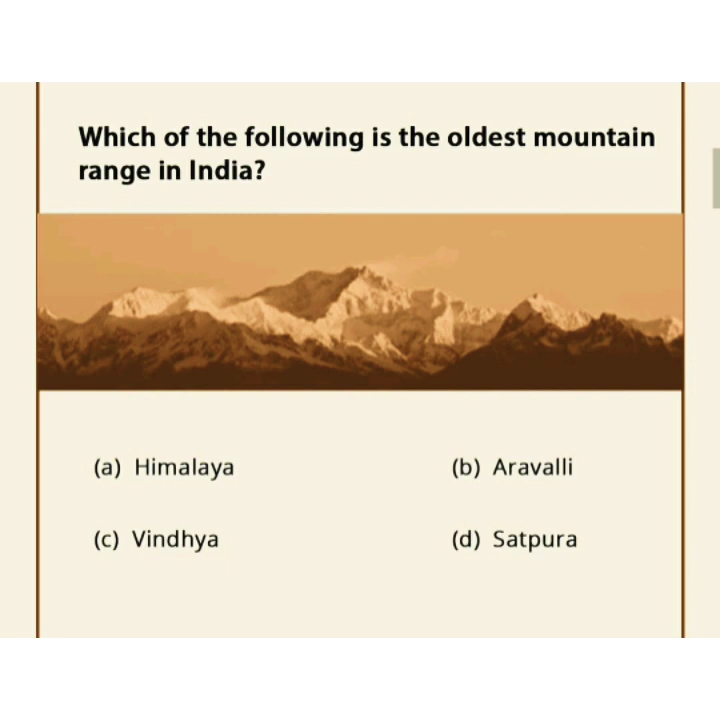 Which of the following is the oldest mountain
range in India?
(a) Himalaya
(b) Aravalli
(c) Vindhya
(d) Satpura